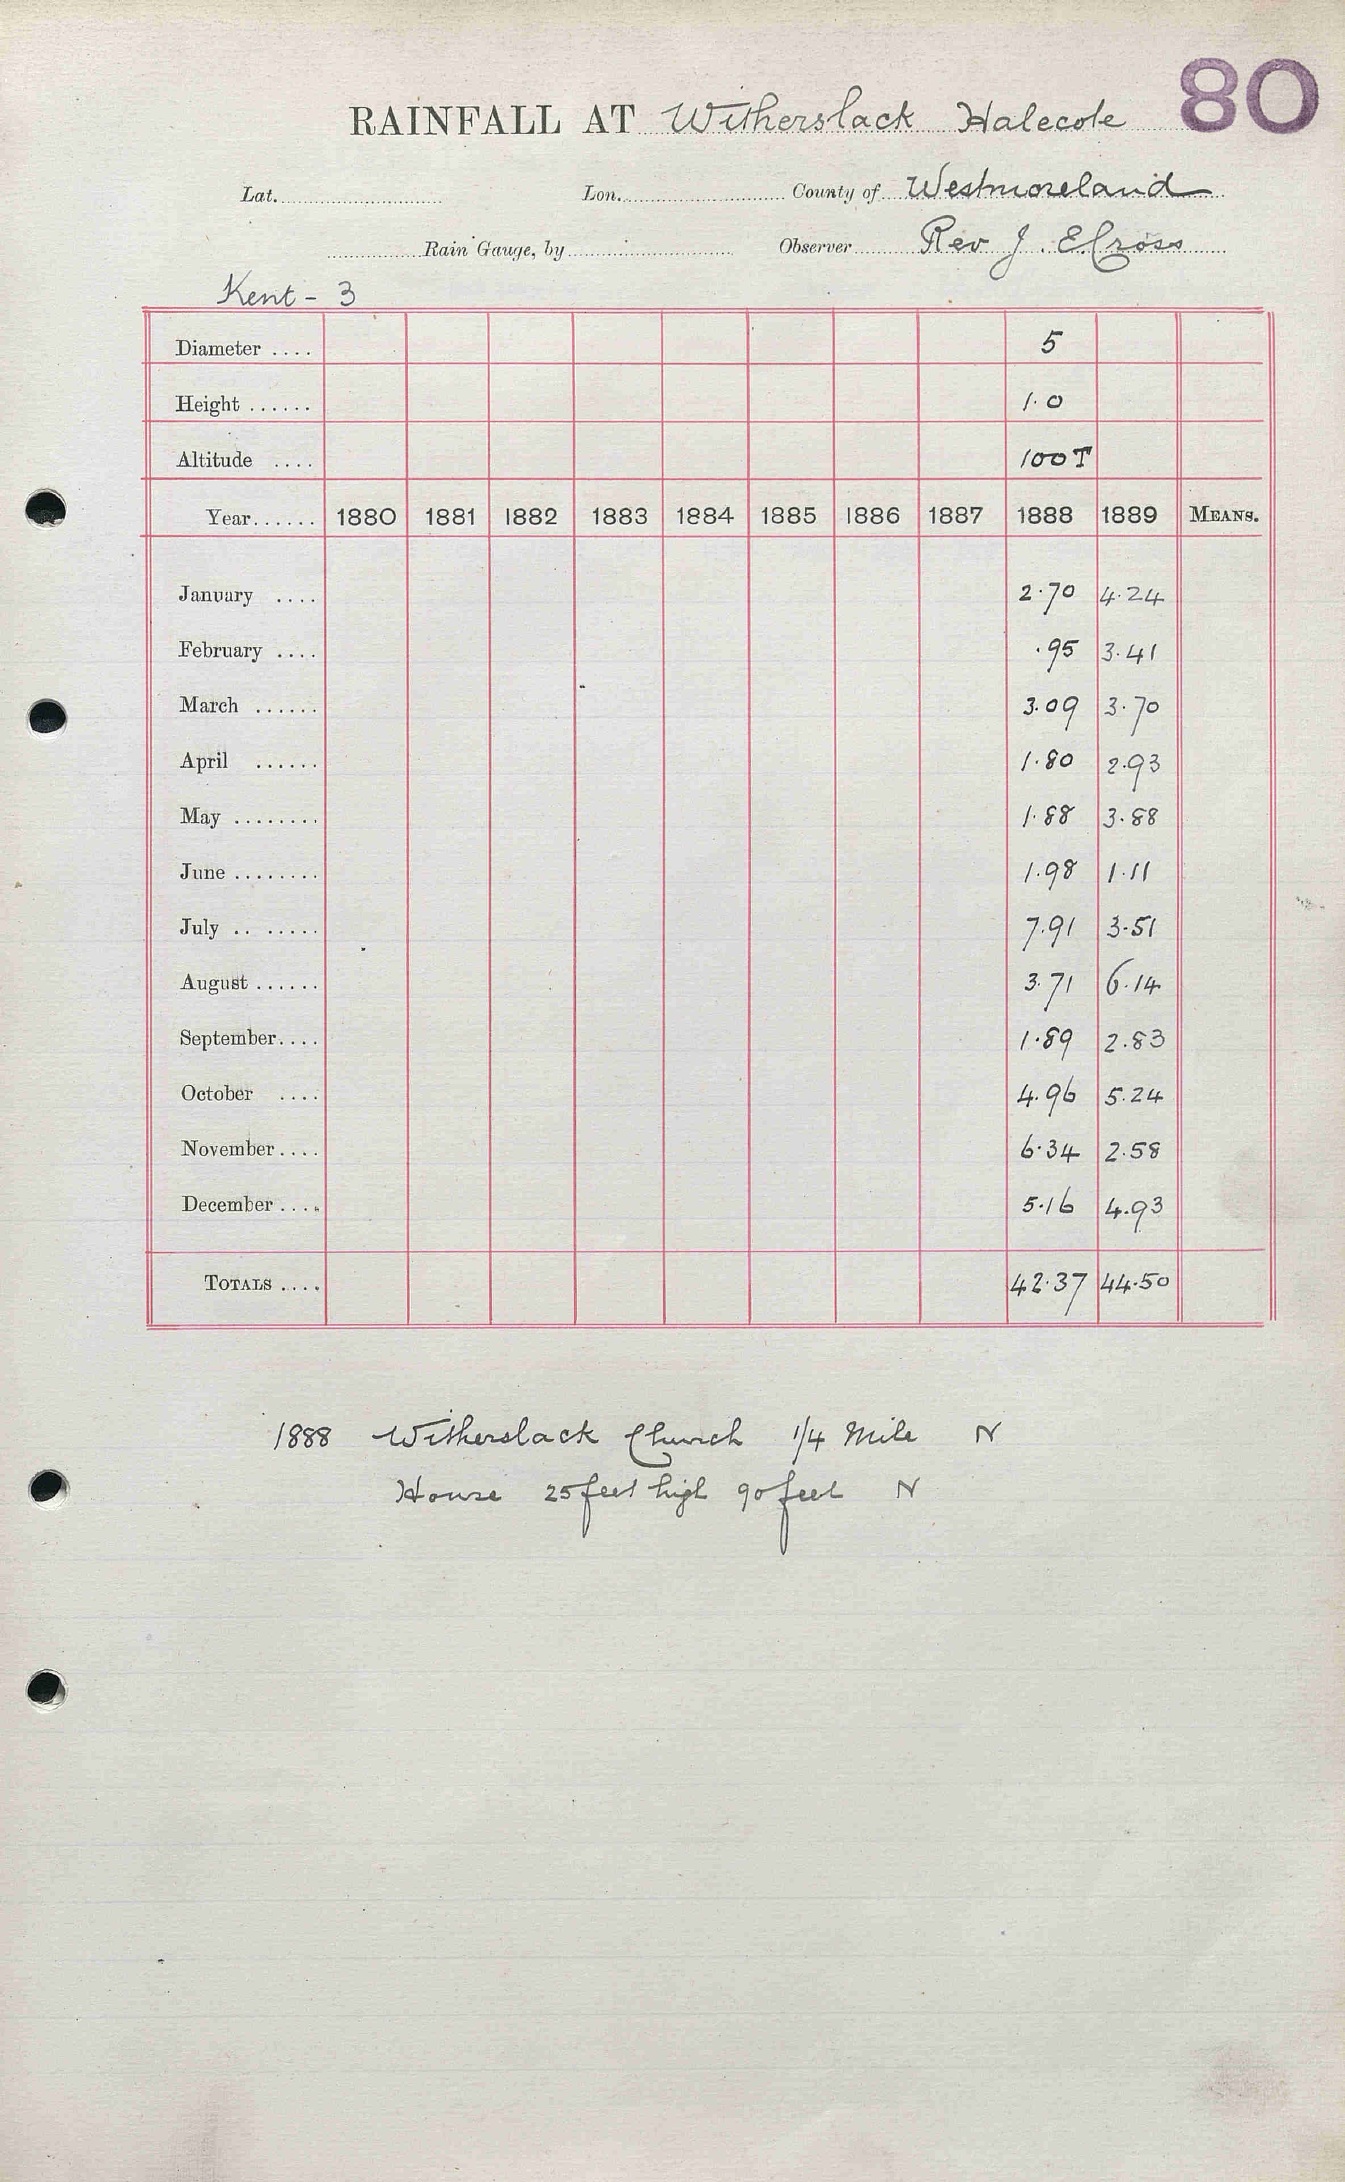 80
RAINFALL AT Witherslack Halecote
Lat. Lon. County of Westmoreland
Rain Gauge, by Observer Rev J. E Cross
Kent - 3
Diameter .... 5
Height ...... 1.0
Altitude .... 100 T
Year...... 1880 1881 1882 1883 1884 1885 1886 1887 1888 1889 MEANS.
January .... 2.70 4.24
February .... .95 3.41
March ...... 3.09 3.70
April ...... 1.80 2.93
May ........ 1.88 3.88
June ........ 1.98 1.11
July .. ..... 7.91 3.51
August ...... 3.71 6.14
September.... 1.89 2.83
October .... 4.96 5.24
November.... 6.34 2.58
December .... 5.16 4.93
TOTALS .... 42.37 44.50
1888 Witherslack Church 1/4 Mile N
House 25 feet high 90 feet N